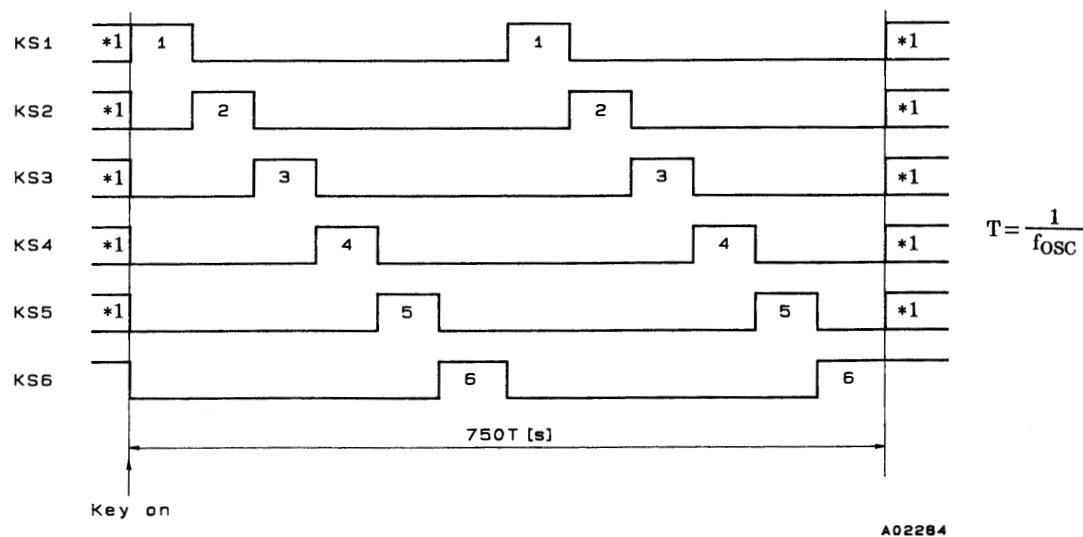 KS1 *1 1 1 *1
KS2 *1 2 2 *1
KS3 *1 3 3 *1
KS4 *1 4 4 *1
KS5 *1 5 5 *1
KS6 6 6
T=1/fOSC
750T [s]
Key on
A02284